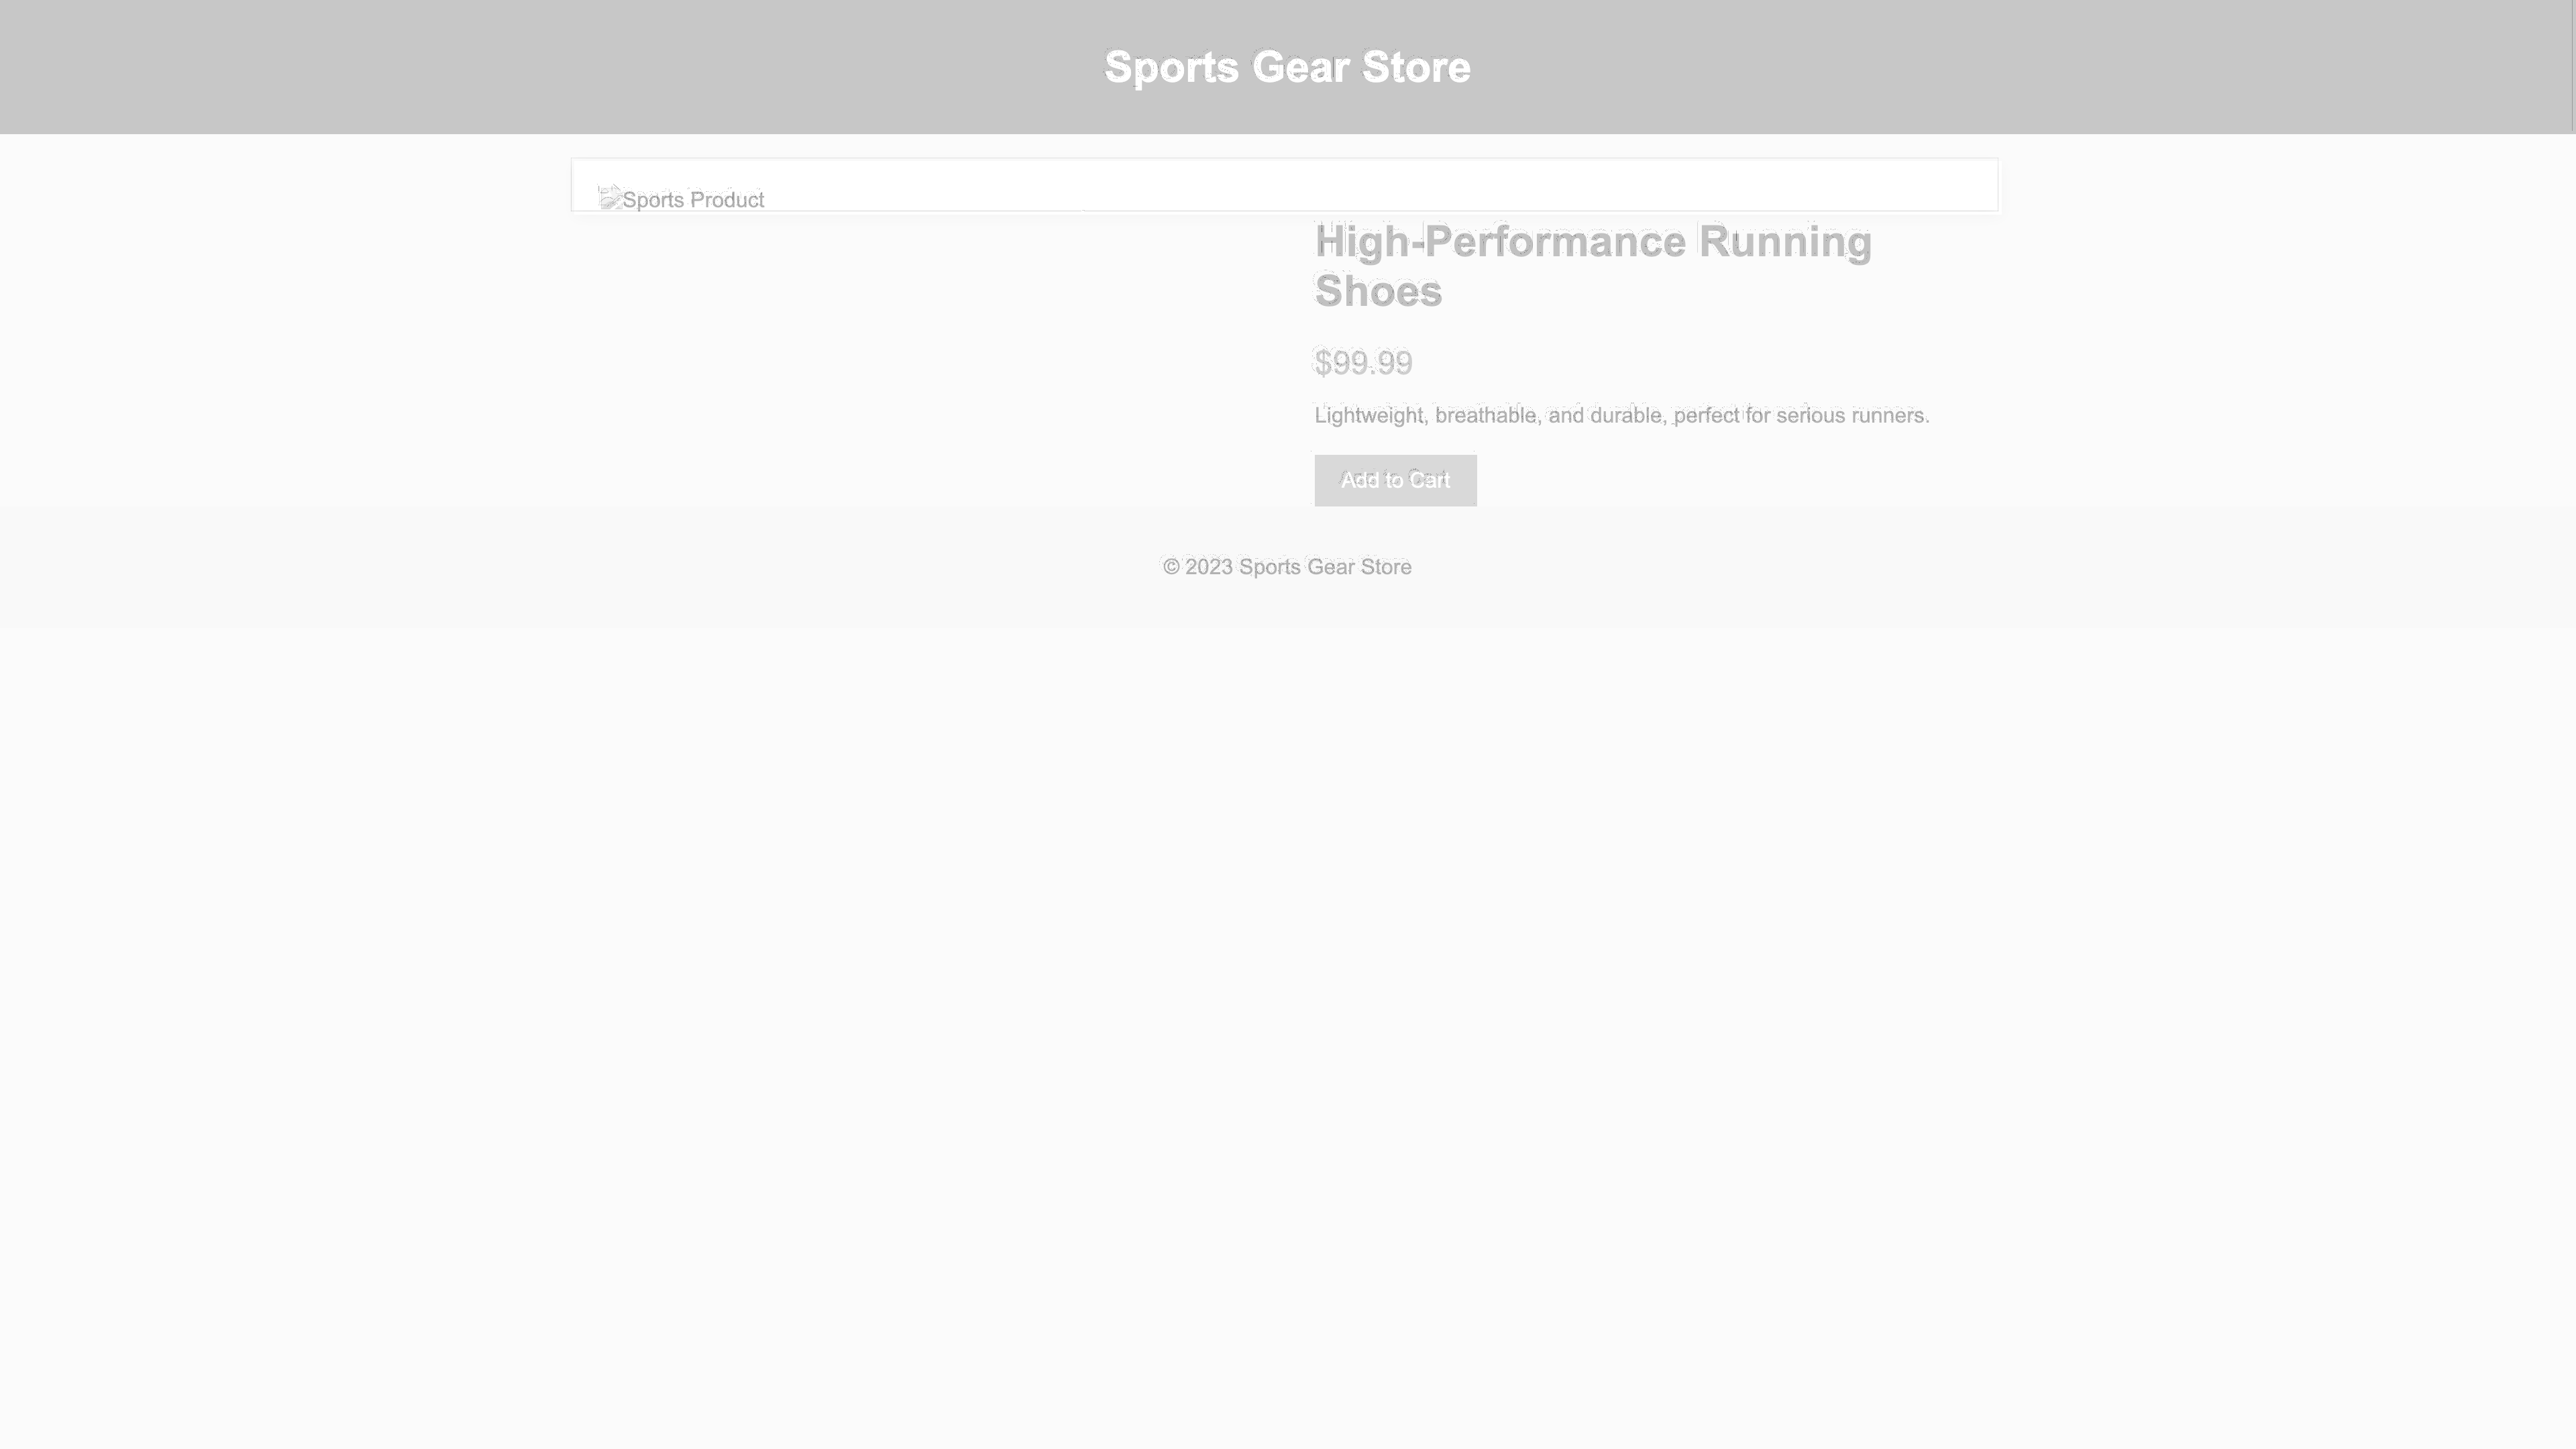 Sports Gear Store
Sports Product
High-Performance Running
Shoes
$99.99
Lightweight, breathable, and durable, perfect for serious runners.
Add to Cart
© 2023 Sports Gear Store